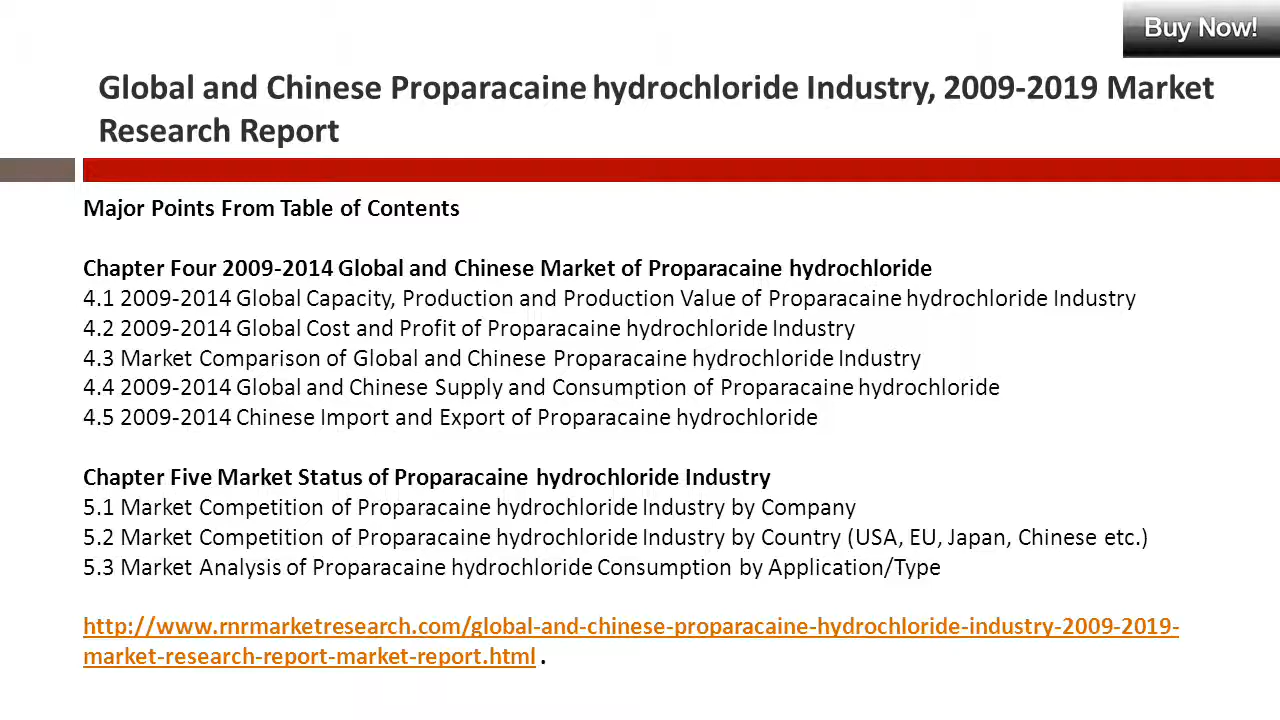 Buy Now!
Global and Chinese Proparacaine hydrochloride Industry, 2009-2019 Market
Research Report
Major Points From Table of Contents
Chapter Four 2009-2014 Global and Chinese Market of Proparacaine hydrochloride
4.1 2009-2014 Global Capacity, Production and Production Value of Proparacaine hydrochloride Industry
4.2 2009-2014 Global Cost and Profit of Proparacaine hydrochloride Industry
4.3 Market Comparison of Global and Chinese Proparacaine hydrochloride Industry
4.4 2009-2014 Global and Chinese Supply and Consumption of Proparacaine hydrochloride
4.5 2009-2014 Chinese Import and Export of Proparacaine hydrochloride
Chapter Five Market Status of Proparacaine hydrochloride Industry
5.1 Market Competition of Proparacaine hydrochloride Industry by Company
5.2 Market Competition of Proparacaine hydrochloride Industry by Country (USA, EU, Japan, Chinese etc.)
5.3 Market Analysis of Proparacaine hydrochloride Consumption by Application/Type
http://www.rnrmarketresearch.com/global-and-chinese-proparacaine-hydrochloride-industry-2009-2019-
market-research-report-market-report.html .